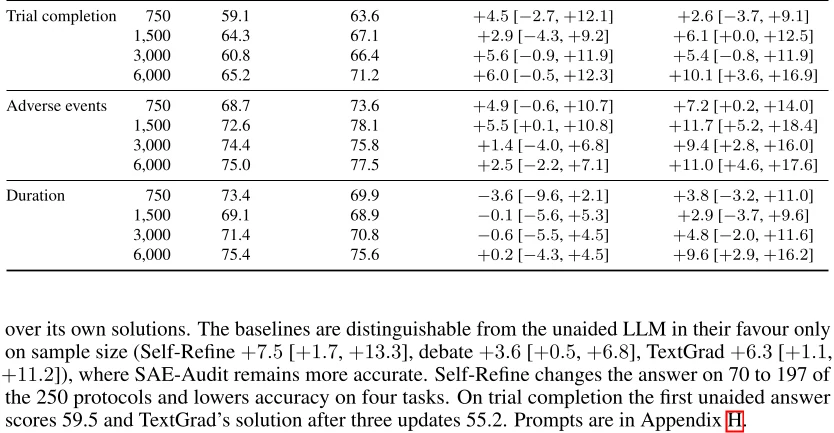 Trial completion 750 59.1 63.6 +4.5 [−2.7, +12.1] +2.6 [−3.7, +9.1]
1,500 64.3 67.1 +2.9 [−4.3, +9.2] +6.1 [+0.0, +12.5]
3,000 60.8 66.4 +5.6 [−0.9, +11.9] +5.4 [−0.8, +11.9]
6,000 65.2 71.2 +6.0 [−0.5, +12.3] +10.1 [+3.6, +16.9]
Adverse events 750 68.7 73.6 +4.9 [−0.6, +10.7] +7.2 [+0.2, +14.0]
1,500 72.6 78.1 +5.5 [+0.1, +10.8] +11.7 [+5.2, +18.4]
3,000 74.4 75.8 +1.4 [−4.0, +6.8] +9.4 [+2.8, +16.0]
6,000 75.0 77.5 +2.5 [−2.2, +7.1] +11.0 [+4.6, +17.6]
Duration 750 73.4 69.9 −3.6 [−9.6, +2.1] +3.8 [−3.2, +11.0]
1,500 69.1 68.9 −0.1 [−5.6, +5.3] +2.9 [−3.7, +9.6]
3,000 71.4 70.8 −0.6 [−5.5, +4.5] +4.8 [−2.0, +11.6]
6,000 75.4 75.6 +0.2 [−4.3, +4.5] +9.6 [+2.9, +16.2]
over its own solutions. The baselines are distinguishable from the unaided LLM in their favour only
on sample size (Self-Refine +7.5 [+1.7, +13.3], debate +3.6 [+0.5, +6.8], TextGrad +6.3 [+1.1,
+11.2]), where SAE-Audit remains more accurate. Self-Refine changes the answer on 70 to 197 of
the 250 protocols and lowers accuracy on four tasks. On trial completion the first unaided answer
scores 59.5 and TextGrad's solution after three updates 55.2. Prompts are in Appendix H.